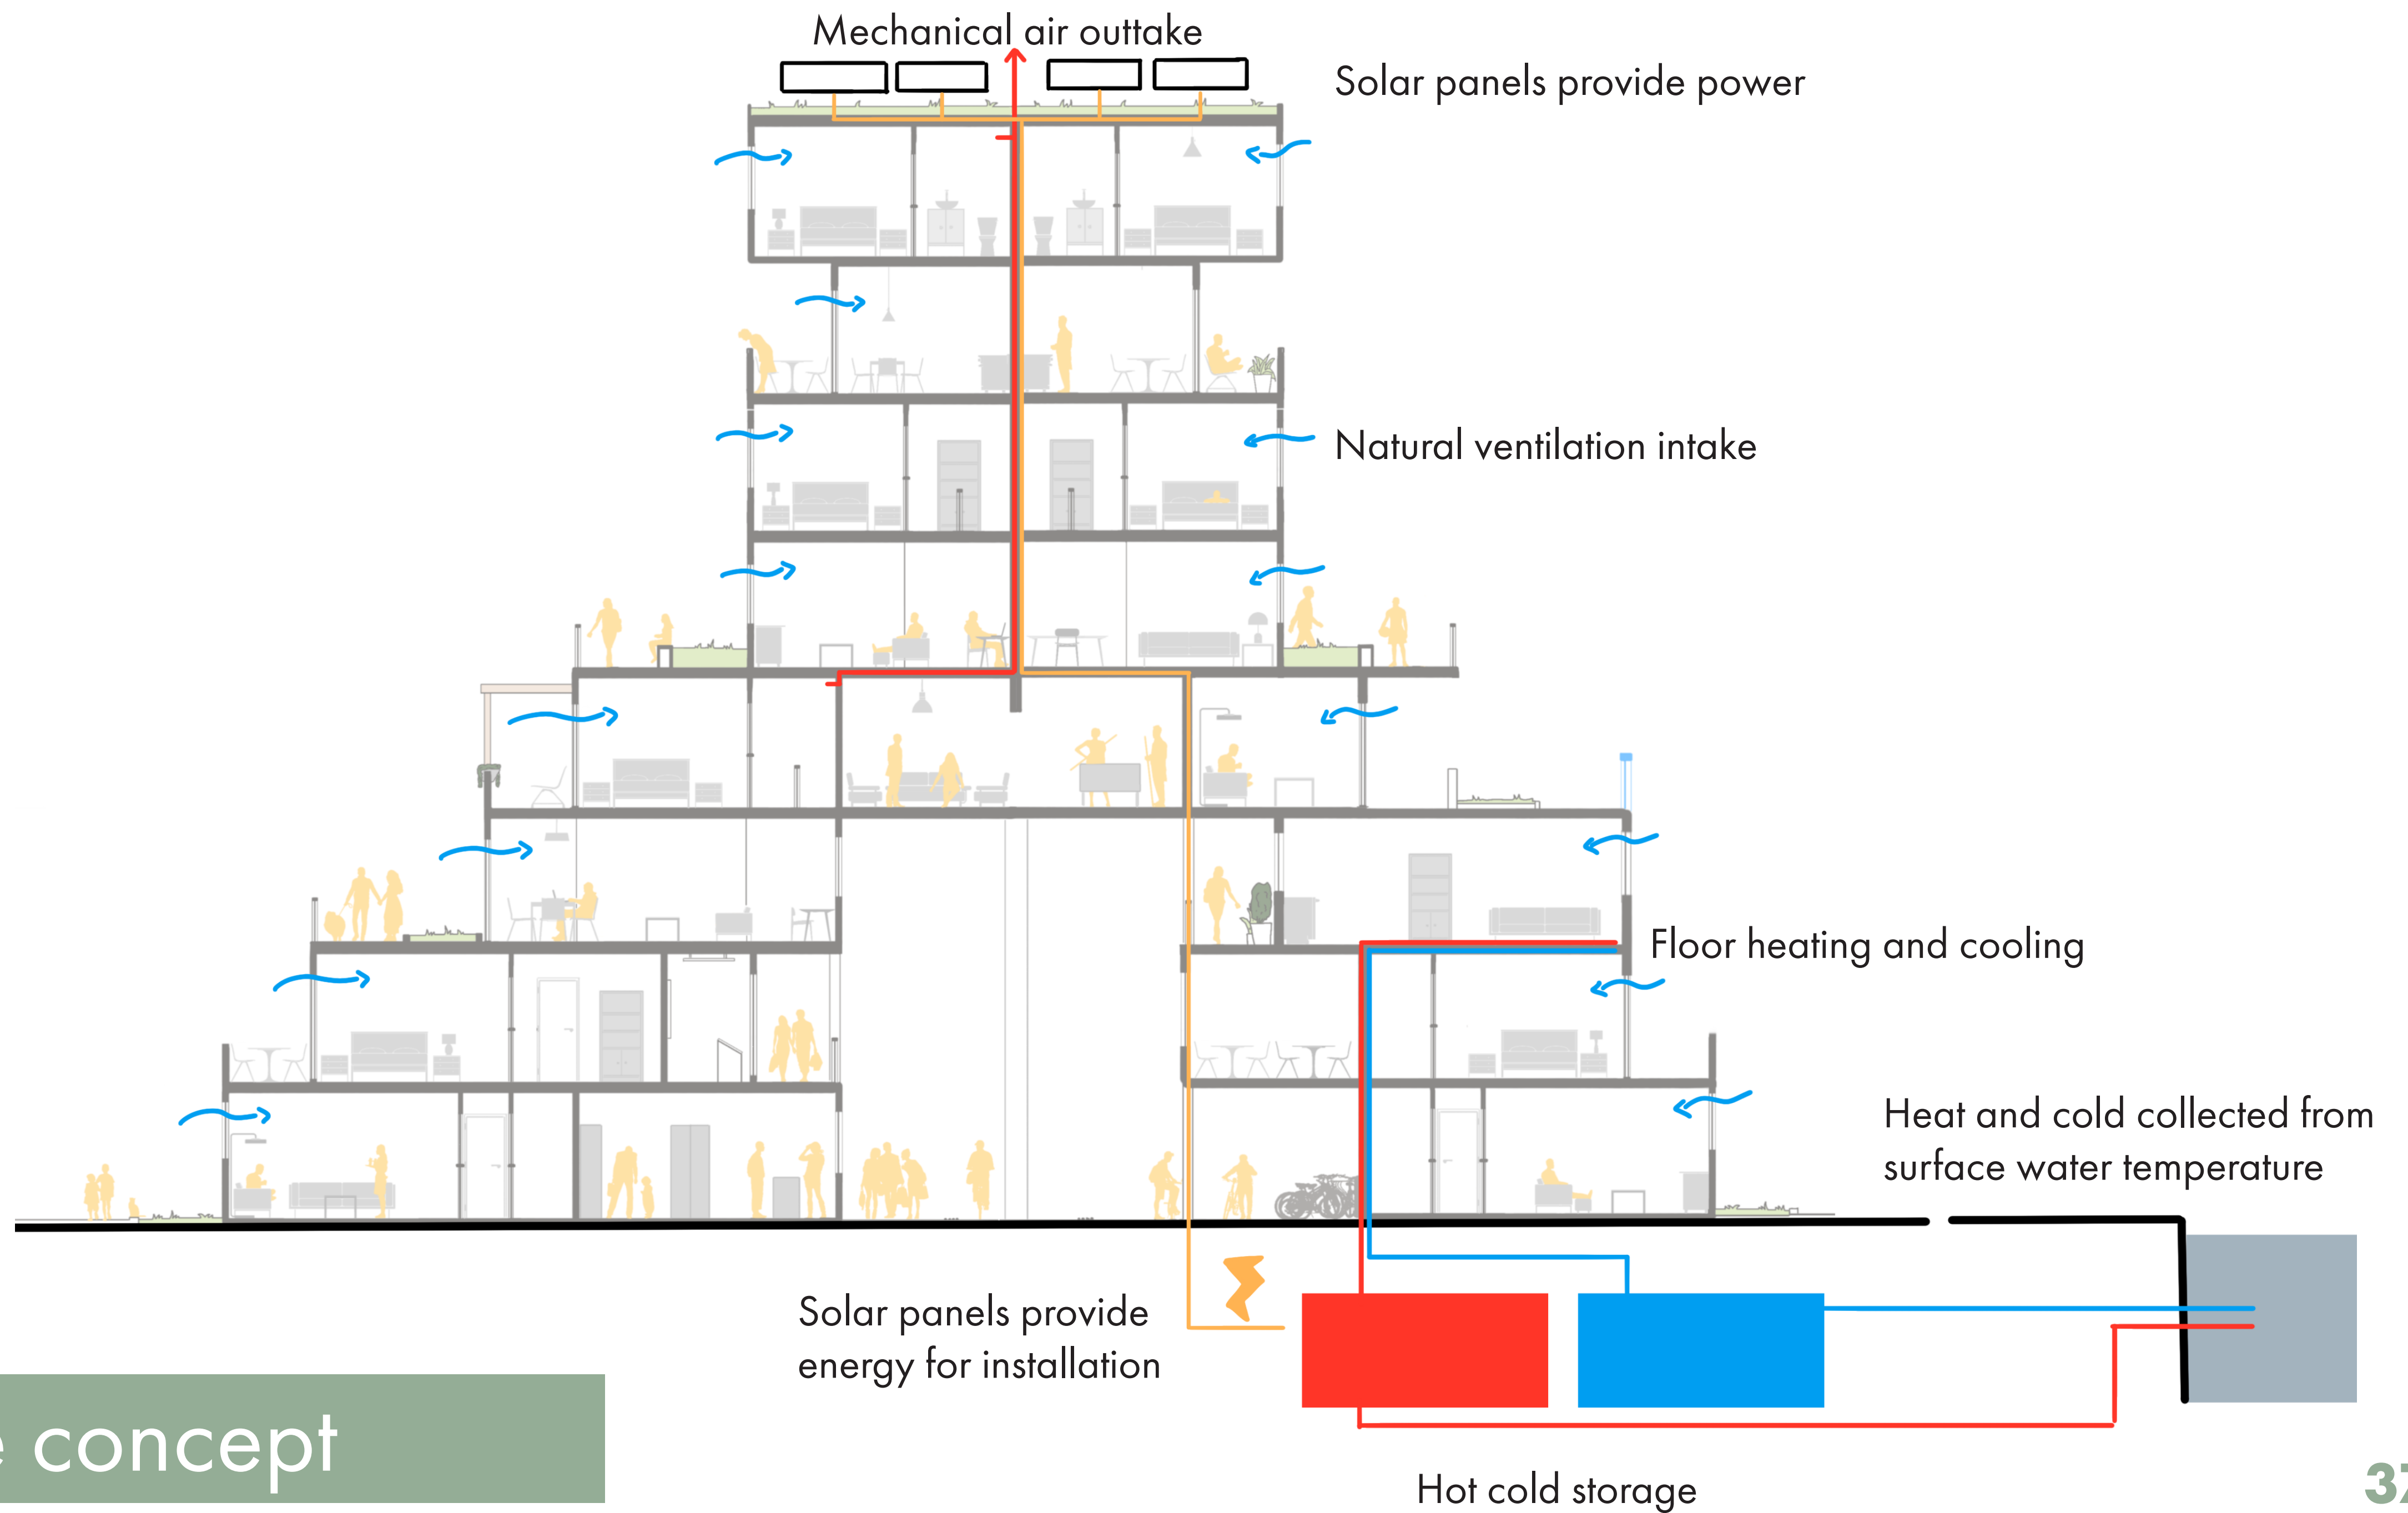 Mechanical air outtake
Solar panels provide power
Natural ventilation intake
Floor heating and cooling
Heat and cold collected from
surface water temperature
Solar panels provide
energy for installation
concept
Hot cold storage